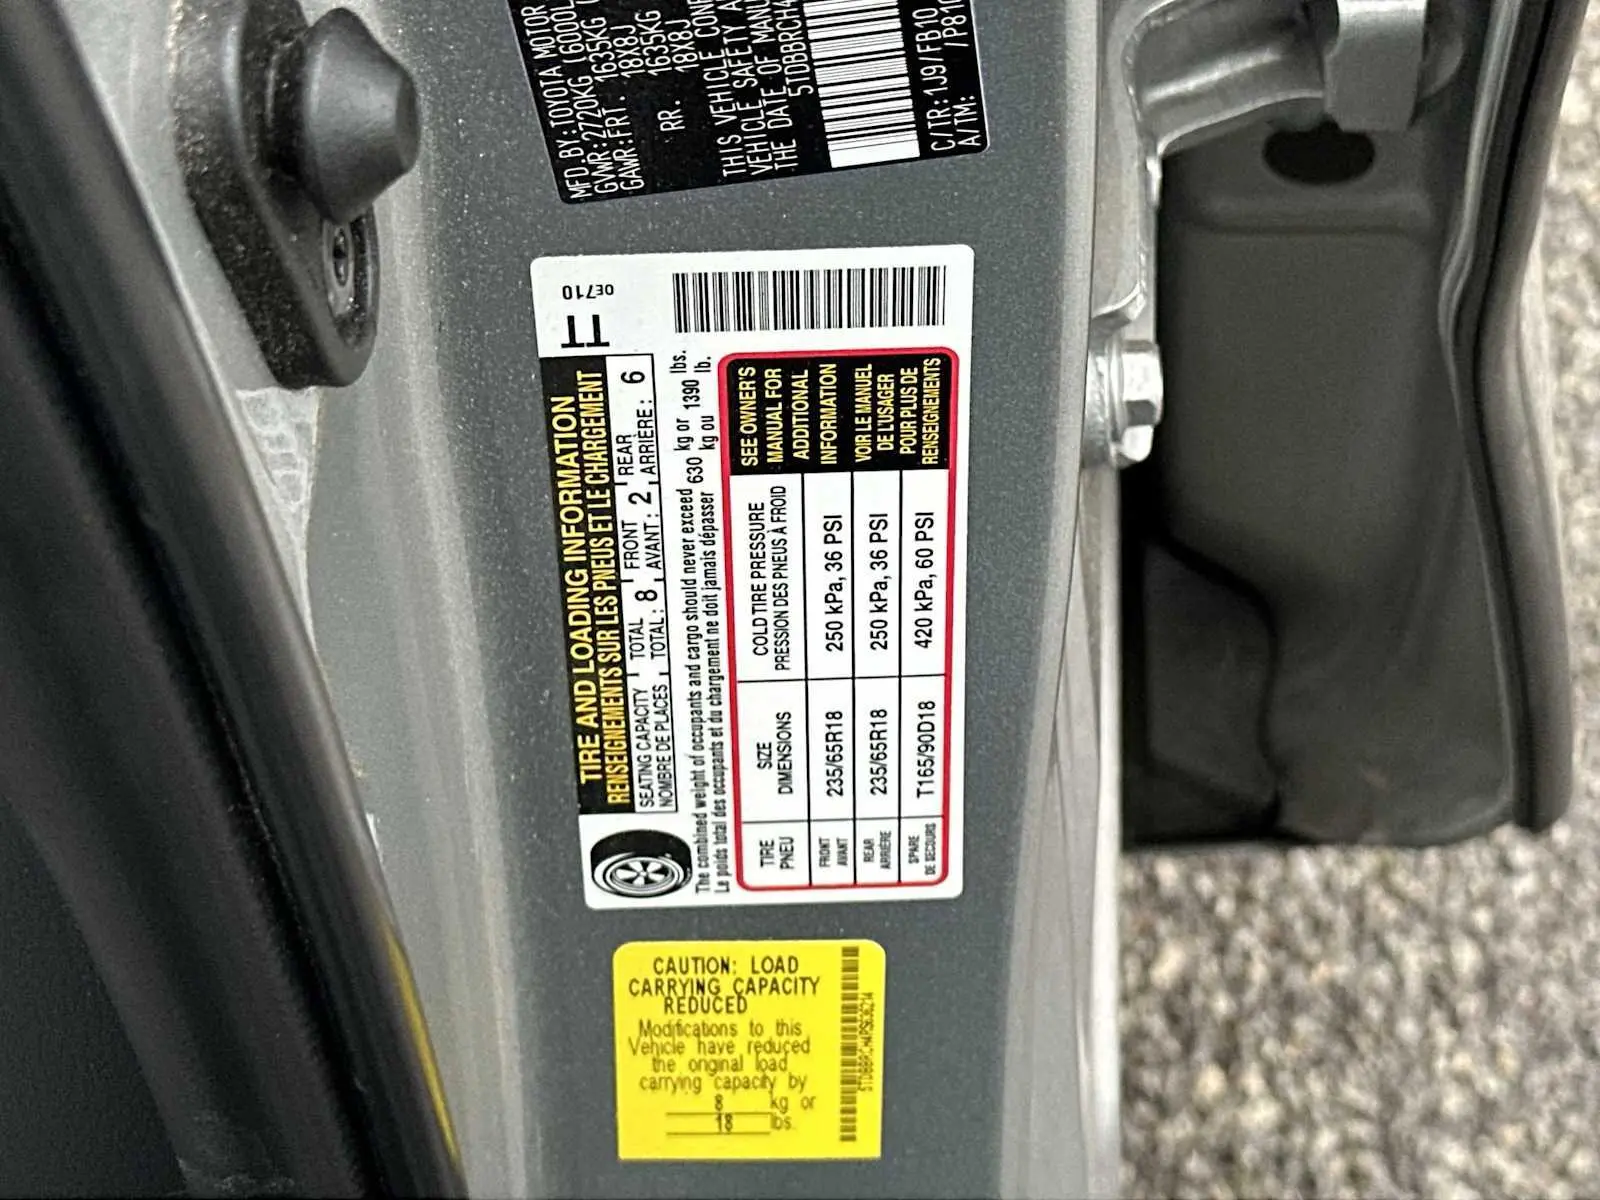 MFD.BY:TOYOTA MOTOR
GVWR:2720KG (6000L
GAWR:FRT. 1635KG
18X8J
RR. 1635KG
18X8J
THIS VEHICLE CONF
VEHICLE SAFETY A
THE DATE OF MANU
5TDBBRCH4
C/TR:1J9/FB10
A/TM: /P810
0E710
TIRE AND LOADING INFORMATION
RENSEIGNEMENTS SUR LES PNEUS ET LE CHARGEMENT
SEATING CAPACITY TOTAL FRONT REAR
NOMBRE DE PLACES TOTAL : 8 AVANT : 2 ARRIÈRE : 6
The combined weight of occupants and cargo should never exceed 630 kg or 1390 lbs.
Le poids total des occupants et du chargement ne doit jamais dépasser kg ou lb.
TIRE SIZE COLD TIRE PRESSURE
PNEU DIMENSIONS PRESSION DES PNEUS À FROID
FRONT
AVANT 235/65R18 250 kPa, 36 PSI
REAR
ARRIÈRE 235/65R18 250 kPa, 36 PSI
SPARE
DE SECOURS T165/90D18 420 kPa, 60 PSI
SEE OWNER'S
MANUAL FOR
ADDITIONAL
INFORMATION
VOIR LE MANUEL
DE L'USAGER
POUR PLUS DE
RENSEIGNEMENTS
CAUTION: LOAD
CARRYING CAPACITY
REDUCED
Modifications to this
Vehicle have reduced
the original load
carrying capacity by
8 kg or
18 lbs.
5TDBBRCH4PS636214